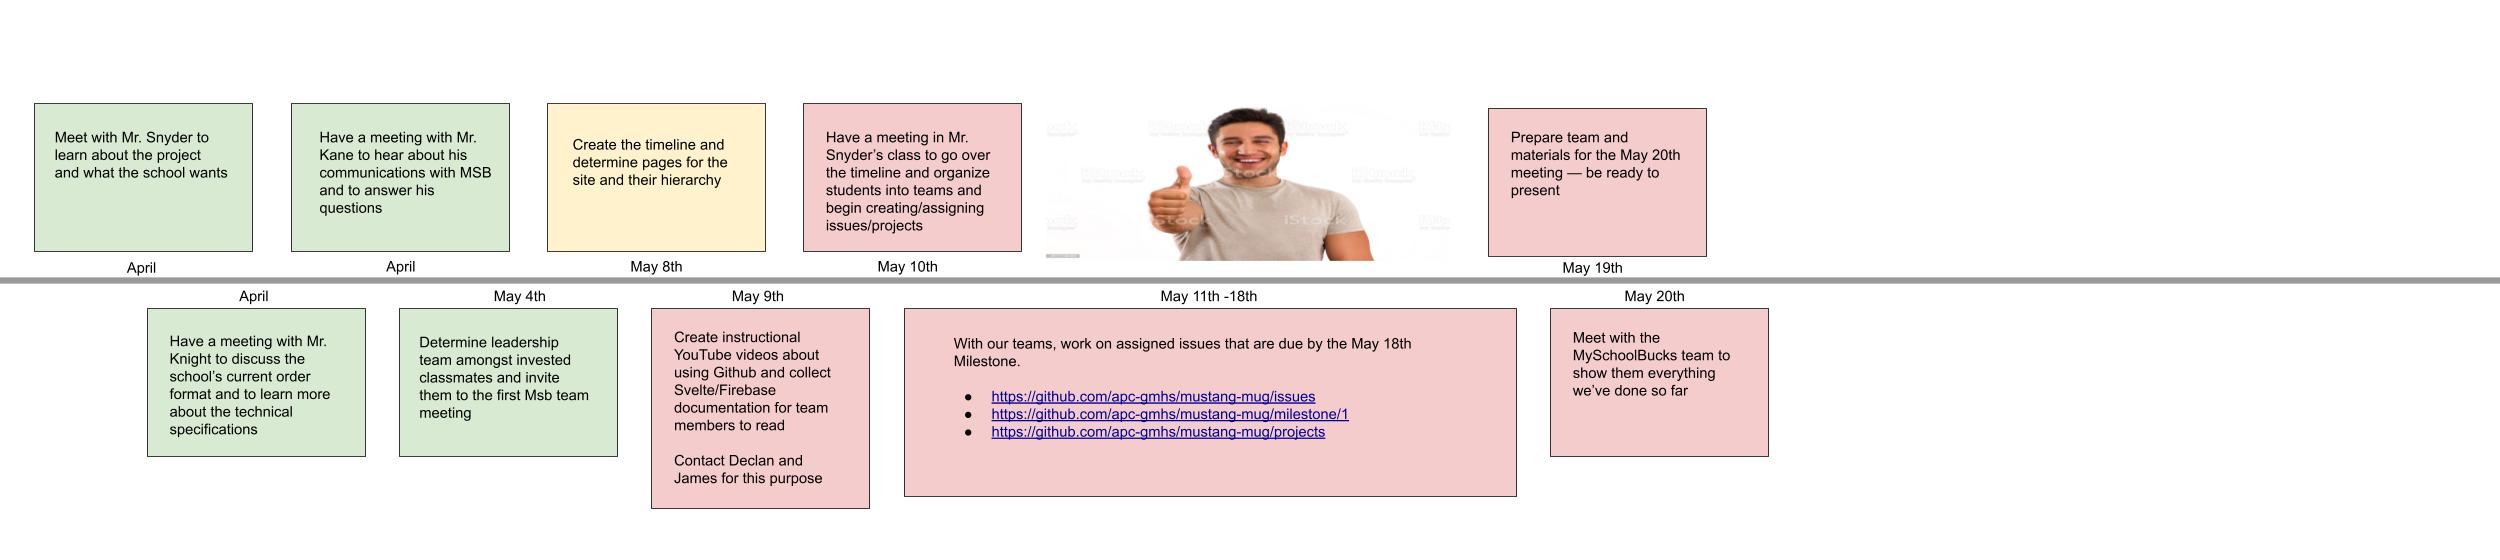 Meet with Mr. Snyder to
learn about the project
and what the school wants
April
Have a meeting with Mr.
Knight to discuss the
school’s current order
format and to learn more
about the technical
specifications
April
Have a meeting with Mr.
Kane to hear about his
communications with MSB
and to answer his
questions
April
May 4th
Determine leadership
team amongst invested
classmates and invite
them to the first Msb team
meeting
Create the timeline and
determine pages for the
site and their hierarchy
May 8th
May 9th
Create instructional
YouTube videos about
using Github and collect
Svelte/Firebase
documentation for team
members to read
Contact Declan and
James for this purpose
Have a meeting in Mr.
Snyder’s class to go over
the timeline and organize
students into teams and
begin creating/assigning
issues/projects
May 10th
iStock
May 11th -18th
With our teams, work on assigned issues that are due by the May 18th
Milestone.
● https://github.com/apc-gmhs/mustang-mug/issues
● https://github.com/apc-gmhs/mustang-mug/milestone/1
● https://github.com/apc-gmhs/mustang-mug/projects
Prepare team and
materials for the May 20th
meeting — be ready to
present
May 19th
May 20th
Meet with the
MySchoolBucks team to
show them everything
we’ve done so far